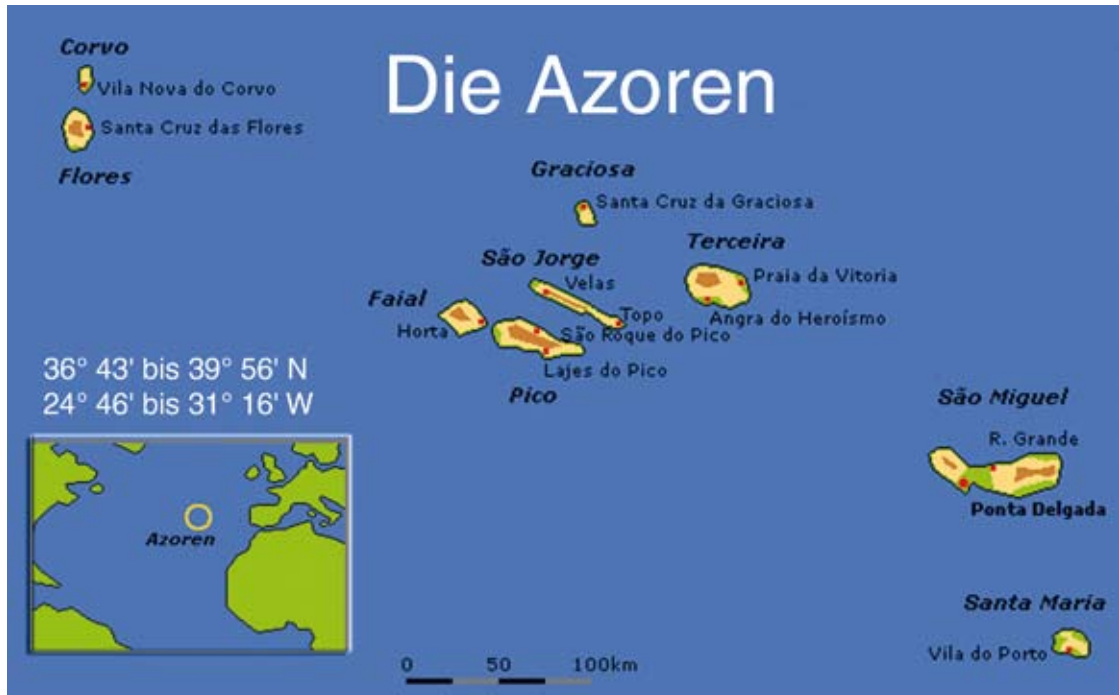 Die Azoren
Corvo
Vila Nova do Corvo
Santa Cruz das Flores
Flores
Graciosa
Santa Cruz da Graciosa
Terceira
Praia da Vitoria
Angra do Heroísmo
São Jorge
Velas
Topo
Faial
Horta
São Roque do Pico
Lajes do Pico
Pico
36° 43' bis 39° 56' N
24° 46' bis 31° 16' W
Azoren
São Miguel
R. Grande
Ponta Delgada
Santa Maria
Vila do Porto
0 50 100km